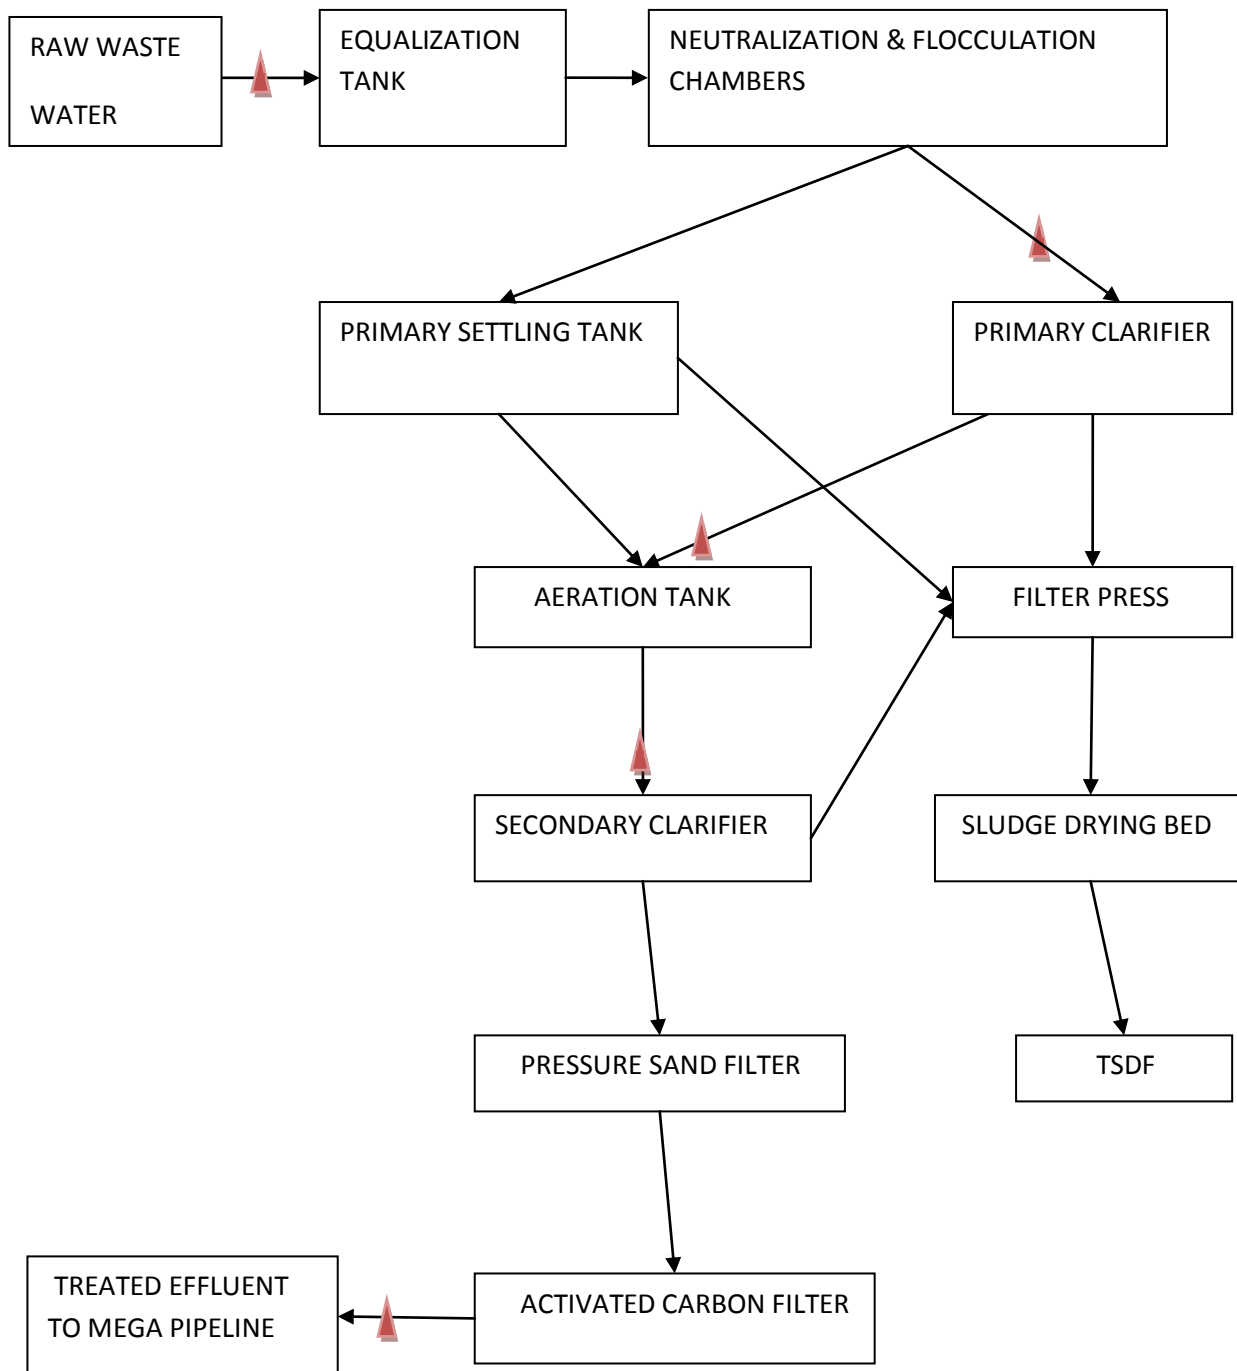 RAW WASTE
WATER
EQUALIZATION
TANK
NEUTRALIZATION & FLOCCULATION
CHAMBERS
PRIMARY SETTLING TANK
PRIMARY CLARIFIER
AERATION TANK
FILTER PRESS
SECONDARY CLARIFIER
SLUDGE DRYING BED
PRESSURE SAND FILTER
TSDF
TREATED EFFLUENT
TO MEGA PIPELINE
ACTIVATED CARBON FILTER